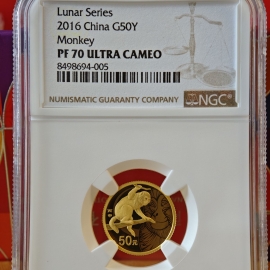 Lunar Series
2016 China G50Y
Monkey
PF 70 ULTRA CAMEO
8498694-005
NUMISMATIC GUARANTY COMPANY
NGC
50元